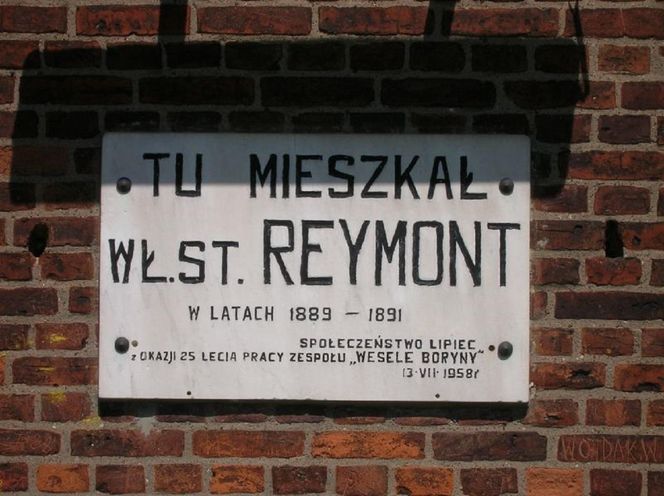 TU MIESZKAŁ
WŁ.ST. REYMONT
W LATACH 1889 - 1891
SPOŁECZEŃSTWO LIPIEC
z OKAZJI 25 LECIA PRACY ZESPOŁU „WESELE BORYNY"
13·VII·1958r